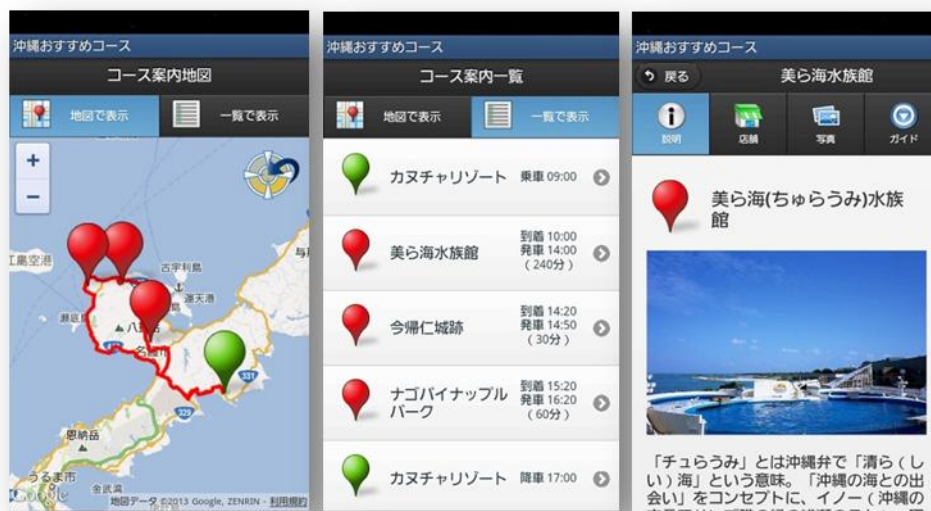 沖縄おすすめコース
コース案内地図
地図で表示
一覧で表示
+
−
古宇利島
運天港
瀬底
名護
331
329
恩納岳
うるま市
金武湾
Google
地図データ ©2013 Google, ZENRIN - 利用規約
沖縄おすすめコース
コース案内一覧
地図で表示
一覧で表示
カヌチャリゾート 乗車 09:00
美ら海水族館
到着 10:00
発車 14:00
(240分)
今帰仁城跡
到着 14:20
発車 14:50
(30分)
ナゴパイナップル
パーク
到着 15:20
発車 16:20
(60分)
カヌチャリゾート 降車 17:00
沖縄おすすめコース
戻る
美ら海水族館
説明
店舗
写真
ガイド
美ら海(ちゅらうみ)水族
館
「チュらうみ」とは沖縄弁で「清ら(し
い)海」という意味。「沖縄の海との出
会い」をコンセプトに、イノー(沖縄の